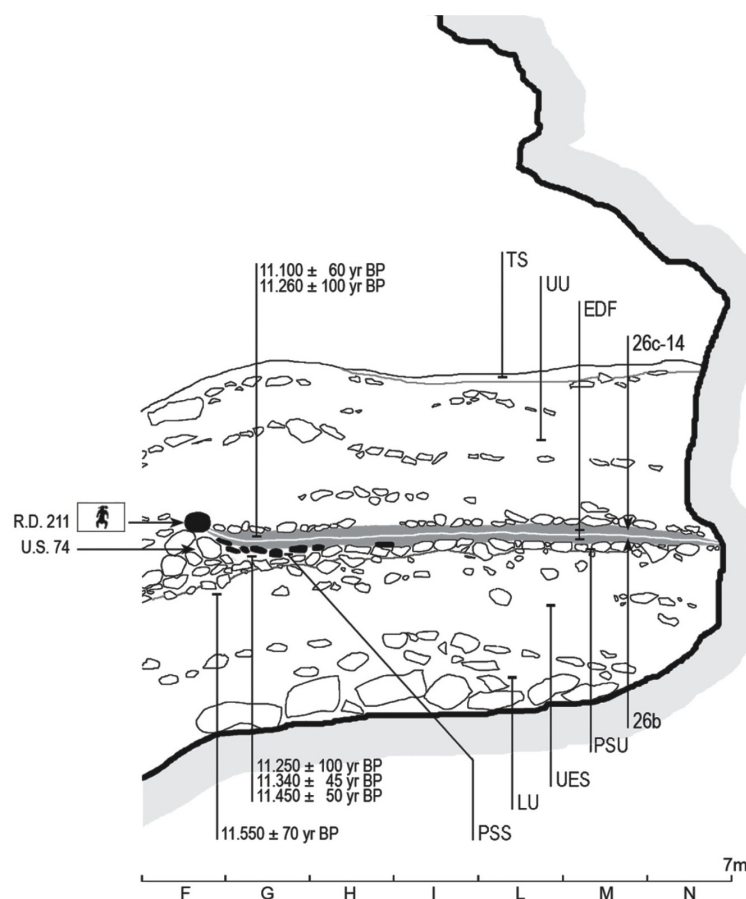 11.100 ± 60 yr BP
11.260 ± 100 yr BP
TS
UU
EDF
26c-14
R.D. 211
U.S. 74
26b
PSU
UES
LU
PSS
11.250 ± 100 yr BP
11.340 ± 45 yr BP
11.450 ± 50 yr BP
11.550 ± 70 yr BP
7m
F G H I L M N